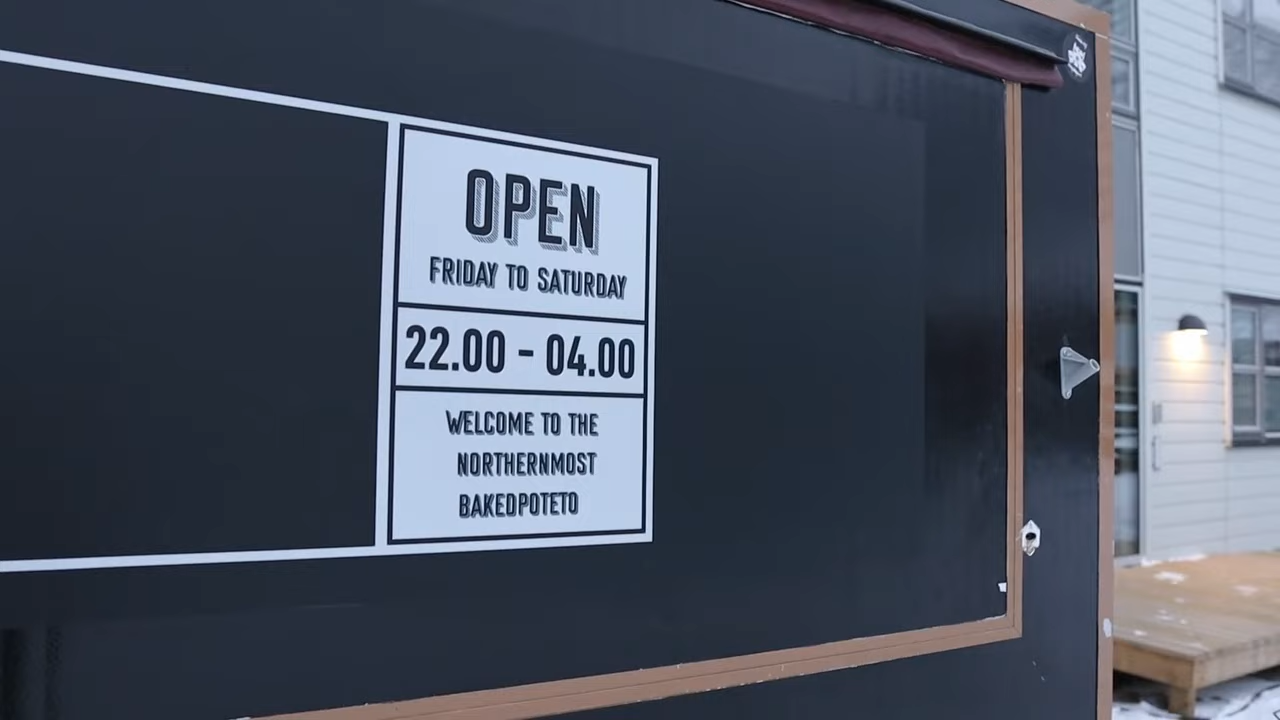 OPEN
FRIDAY TO SATURDAY
22.00 - 04.00
WELCOME TO THE
NORTHERNMOST
BAKEDPOTETO